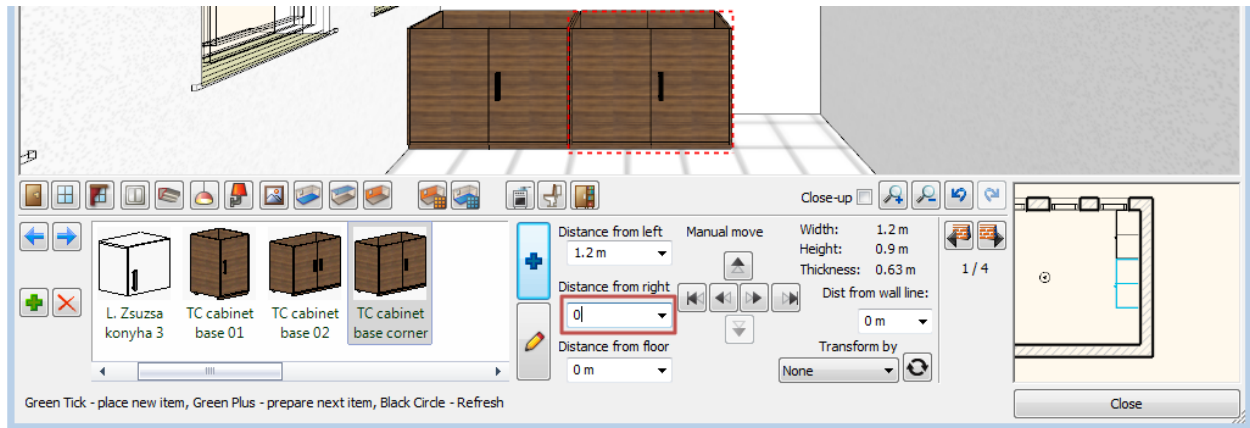 Close-up
Distance from left
Manual move
Width: 1.2 m
1.2 m
Height: 0.9 m
Thickness: 0.63 m
1 / 4
Distance from right
Dist from wall line:
0
0 m
L. Zsuzsa
konyha 3
TC cabinet
base 01
TC cabinet
base 02
TC cabinet
base corner
Distance from floor
Transform by
0 m
None
Green Tick - place new item, Green Plus - prepare next item, Black Circle - Refresh
Close